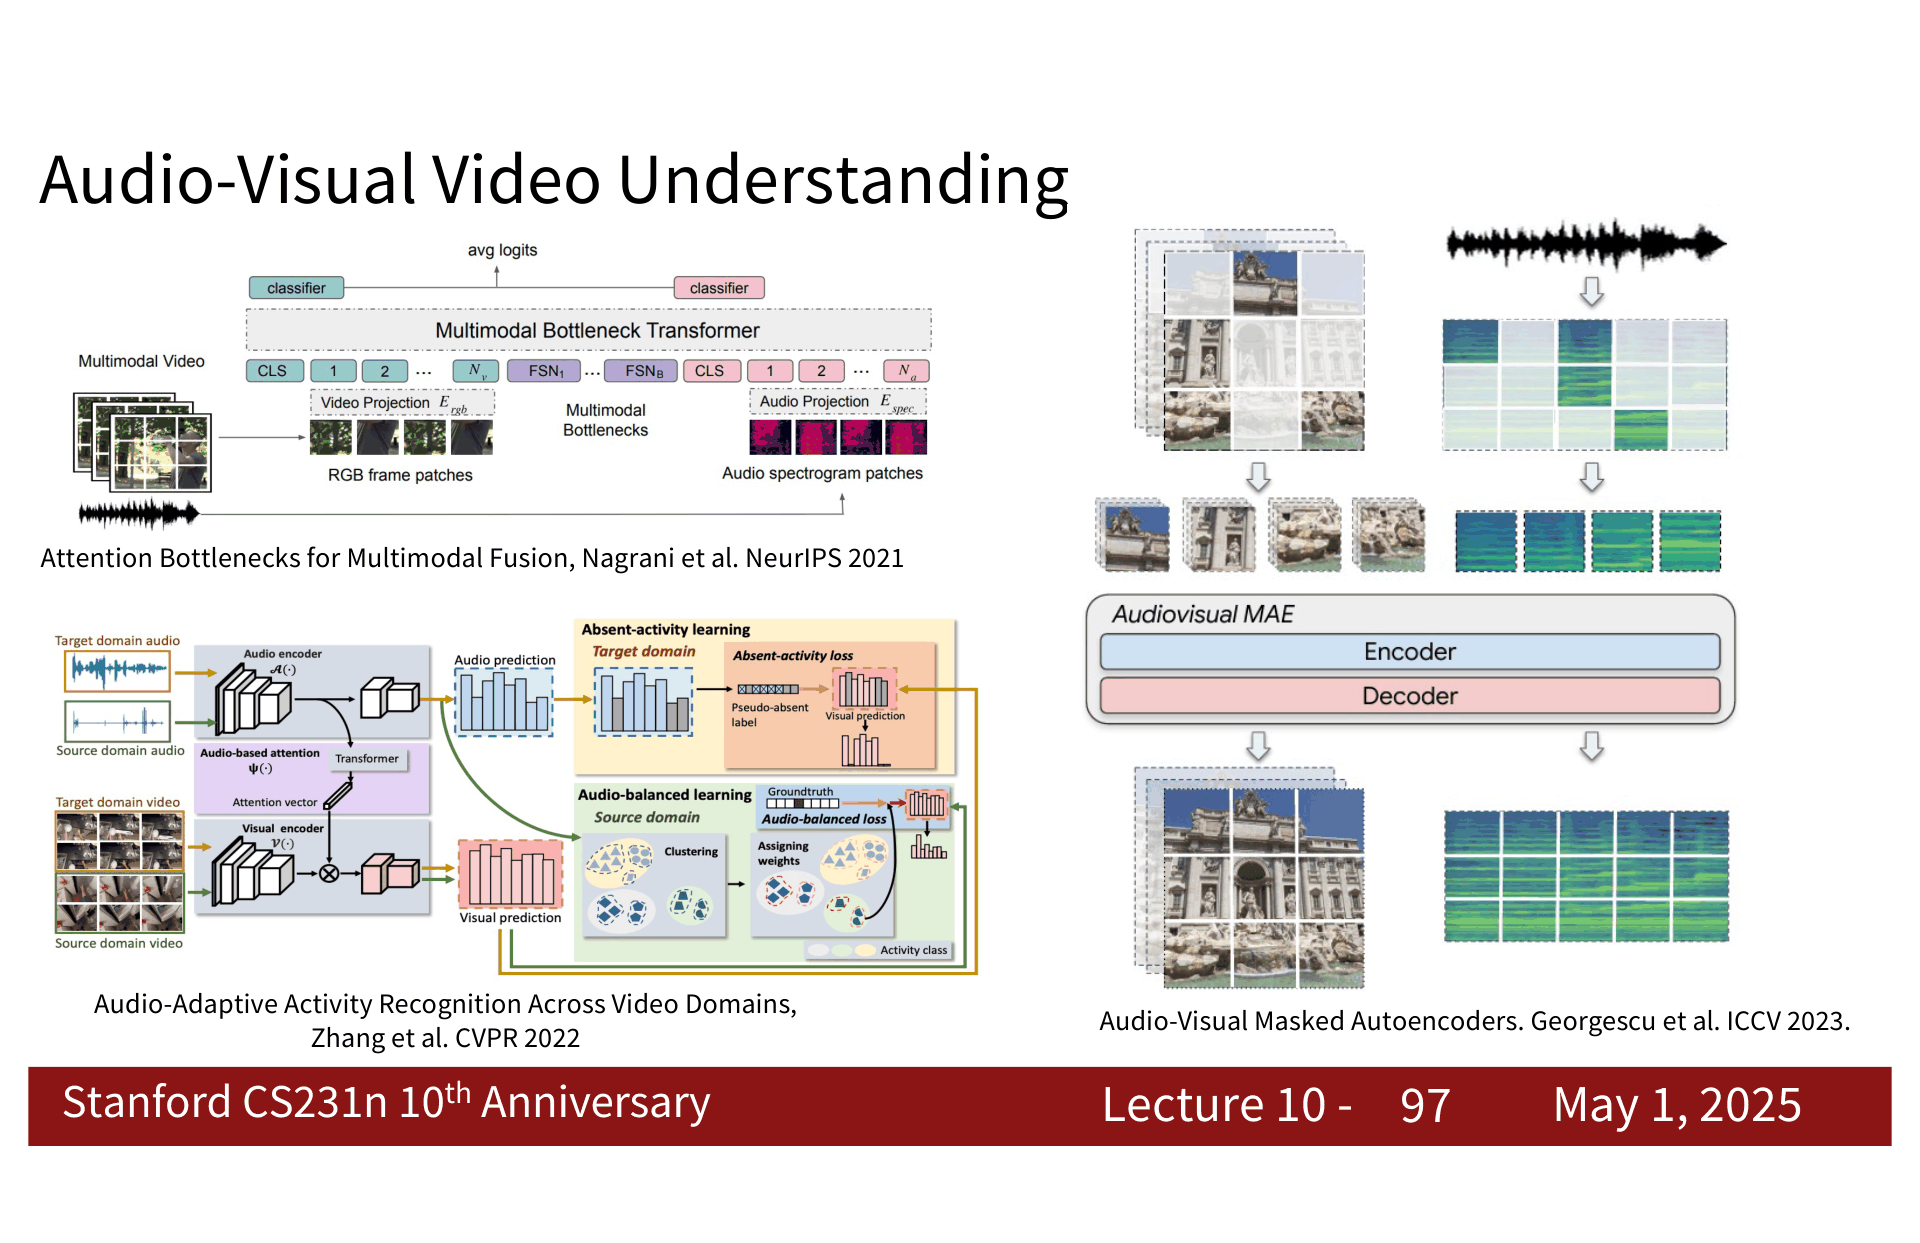 Audio-Visual Video Understanding
avg logits
classifier
classifier
Multimodal Bottleneck Transformer
Multimodal Video
CLS 1 2 ... Nv FSN1 ... FSNB CLS 1 2 ... Na
Video Projection Ergb
Audio Projection Espec
Multimodal
Bottlenecks
RGB frame patches
Audio spectrogram patches
Attention Bottlenecks for Multimodal Fusion, Nagrani et al. NeurIPS 2021
Target domain audio
Source domain audio
Audio encoder
𝒜(·)
Audio-based attention
ψ(·)
Transformer
Attention vector
Target domain video
Source domain video
Visual encoder
𝒱(·)
Audio prediction
Visual prediction
Absent-activity learning
Target domain
Absent-activity loss
Pseudo-absent
label
Visual prediction
Audio-balanced learning
Source domain
Groundtruth
Audio-balanced loss
Clustering
Assigning
weights
Activity class
Audio-Adaptive Activity Recognition Across Video Domains,
Zhang et al. CVPR 2022
Audiovisual MAE
Encoder
Decoder
Audio-Visual Masked Autoencoders. Georgescu et al. ICCV 2023.
Stanford CS231n 10th Anniversary
Lecture 10 - 97
May 1, 2025